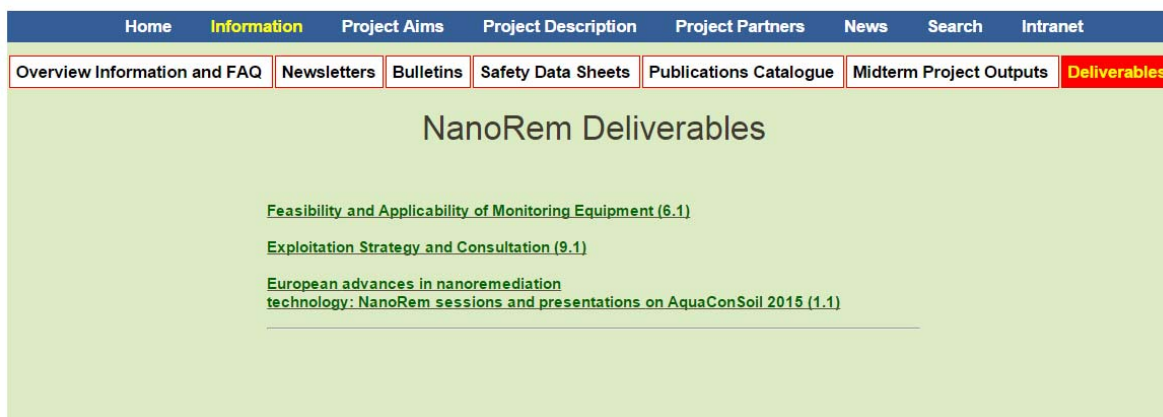 Home Information Project Aims Project Description Project Partners News Search Intranet
Overview Information and FAQ Newsletters Bulletins Safety Data Sheets Publications Catalogue Midterm Project Outputs Deliverables
NanoRem Deliverables
Feasibility and Applicability of Monitoring Equipment (6.1)
Exploitation Strategy and Consultation (9.1)
European advances in nanoremediation
technology: NanoRem sessions and presentations on AquaConSoil 2015 (1.1)